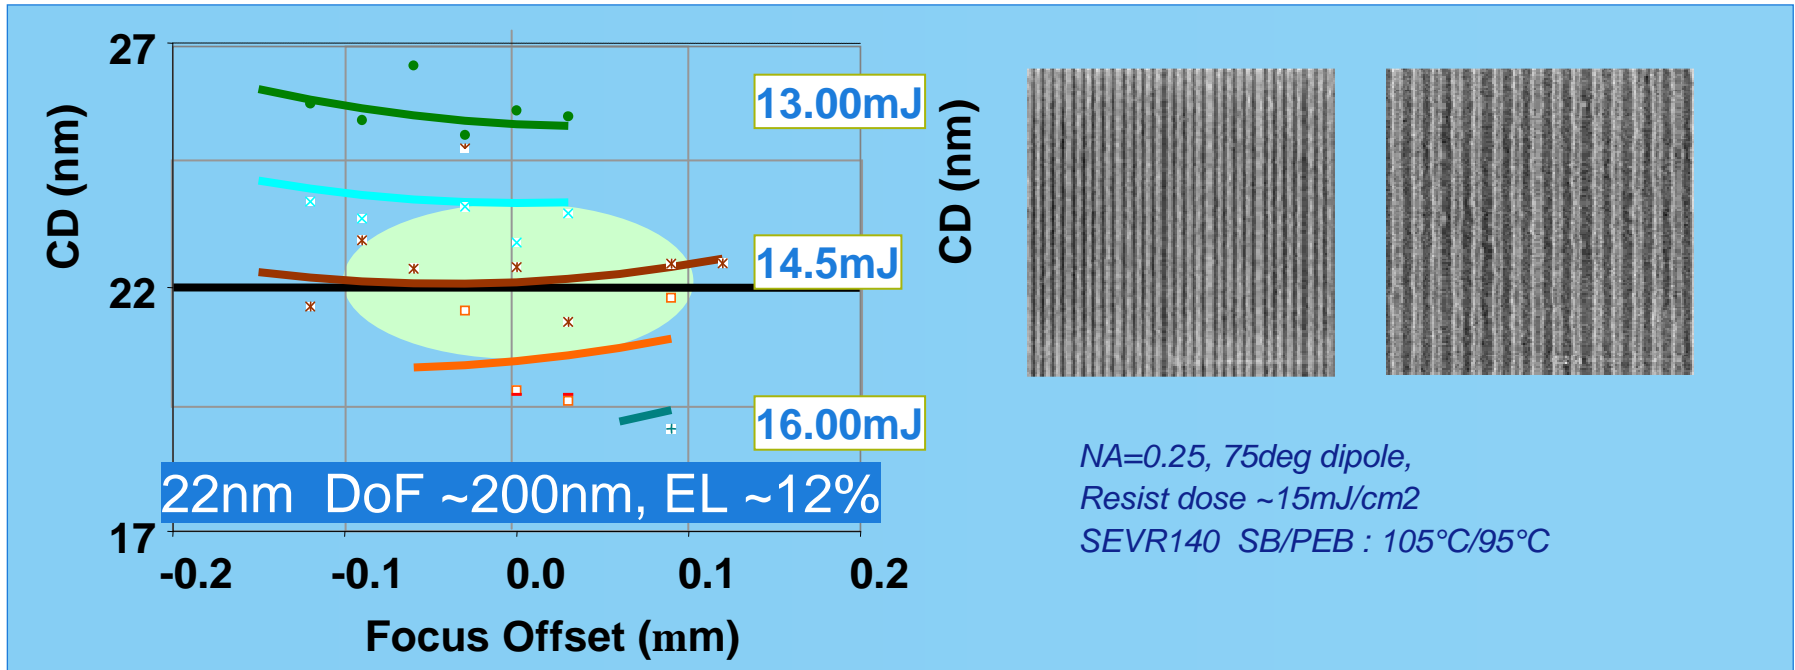 27
22
17
CD (nm)
13.00mJ
14.5mJ
16.00mJ
22nm DoF ~200nm, EL ~12%
-0.2 -0.1 0.0 0.1 0.2
Focus Offset (mm)
CD (nm)
NA=0.25, 75deg dipole,
Resist dose ~15mJ/cm2
SEVR140 SB/PEB : 105°C/95°C